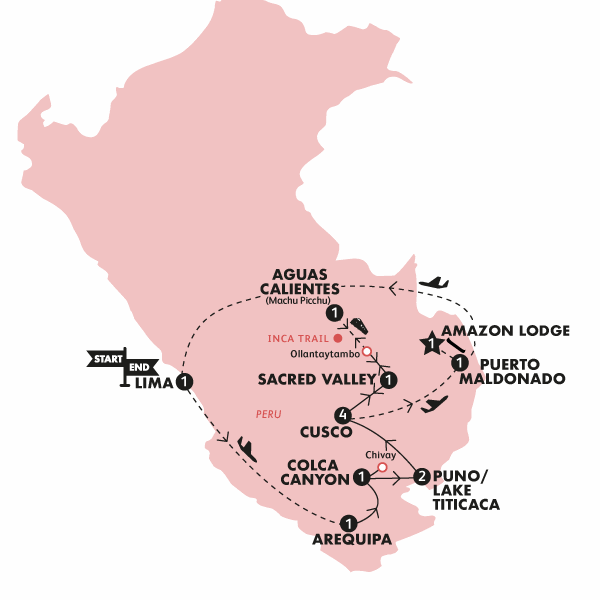 AGUAS
CALIENTES
(Machu Picchu)
1
INCA TRAIL
Ollantaytambo
1
AMAZON LODGE
1
PUERTO
MALDONADO
START
END
LIMA 1
SACRED VALLEY 1
PERU
4
CUSCO
Chivay
COLCA
CANYON 1
2 PUNO/
LAKE
TITICACA
1
AREQUIPA